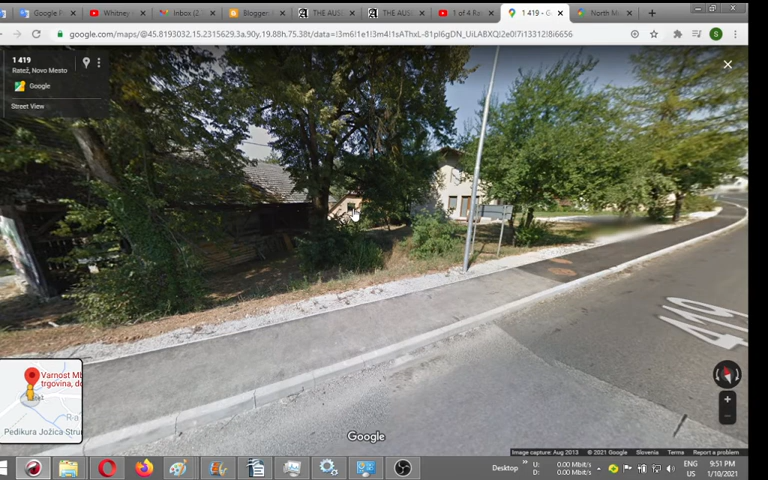 Google
Whitney
Inbox (2
Blogger:
THE AUS
THE AUS
1 of 4 R
1 419 - G
North M
google.com/maps/@45.8193032,15.2315629,3a,90y,19.88h,75.38t/data=!3m6!1e1!3m4!1sAThxL-81pI6gDN_UiLABXQ!2e0!7i13312!8i6656
S
1 419
Ratež, Novo Mesto
Google
Street View
419
Varnost Mb
trgovina, do
Pedikura Jožica Stru
Google
Image capture: Aug 2013 © 2021 Google Slovenia Terms Report a problem
Desktop
U: 0.00 Mbit/s
D: 0.00 Mbit/s
ENG
US
9:51 PM
1/10/2021